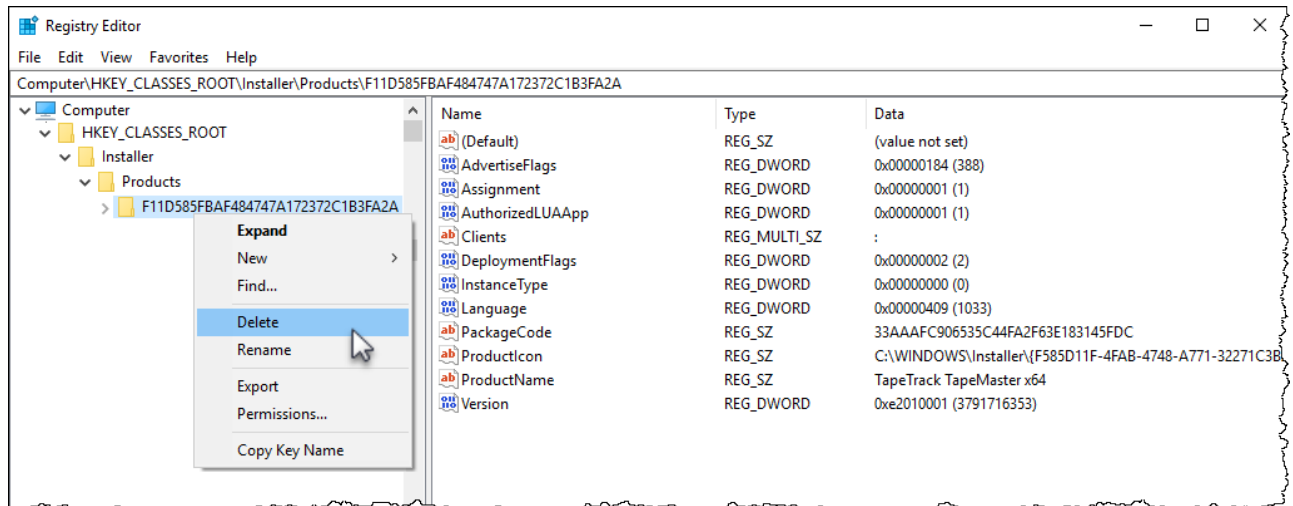 Registry Editor
File Edit View Favorites Help
Computer\HKEY_CLASSES_ROOT\Installer\Products\F11D585FBAF484747A172372C1B3FA2A
Computer
HKEY_CLASSES_ROOT
Installer
Products
F11D585FBAF484747A172372C1B3FA2A
Expand
New
Find...
Delete
Rename
Export
Permissions...
Copy Key Name
Name Type Data
(Default) REG_SZ (value not set)
AdvertiseFlags REG_DWORD 0x00000184 (388)
Assignment REG_DWORD 0x00000001 (1)
AuthorizedLUAApp REG_DWORD 0x00000001 (1)
Clients REG_MULTI_SZ :
DeploymentFlags REG_DWORD 0x00000002 (2)
InstanceType REG_DWORD 0x00000000 (0)
Language REG_DWORD 0x00000409 (1033)
PackageCode REG_SZ 33AAAFC906535C44FA2F63E183145FDC
ProductIcon REG_SZ C:\WINDOWS\Installer\{F585D11F-4FAB-4748-A771-32271C3B
ProductName REG_SZ TapeTrack TapeMaster x64
Version REG_DWORD 0xe2010001 (3791716353)